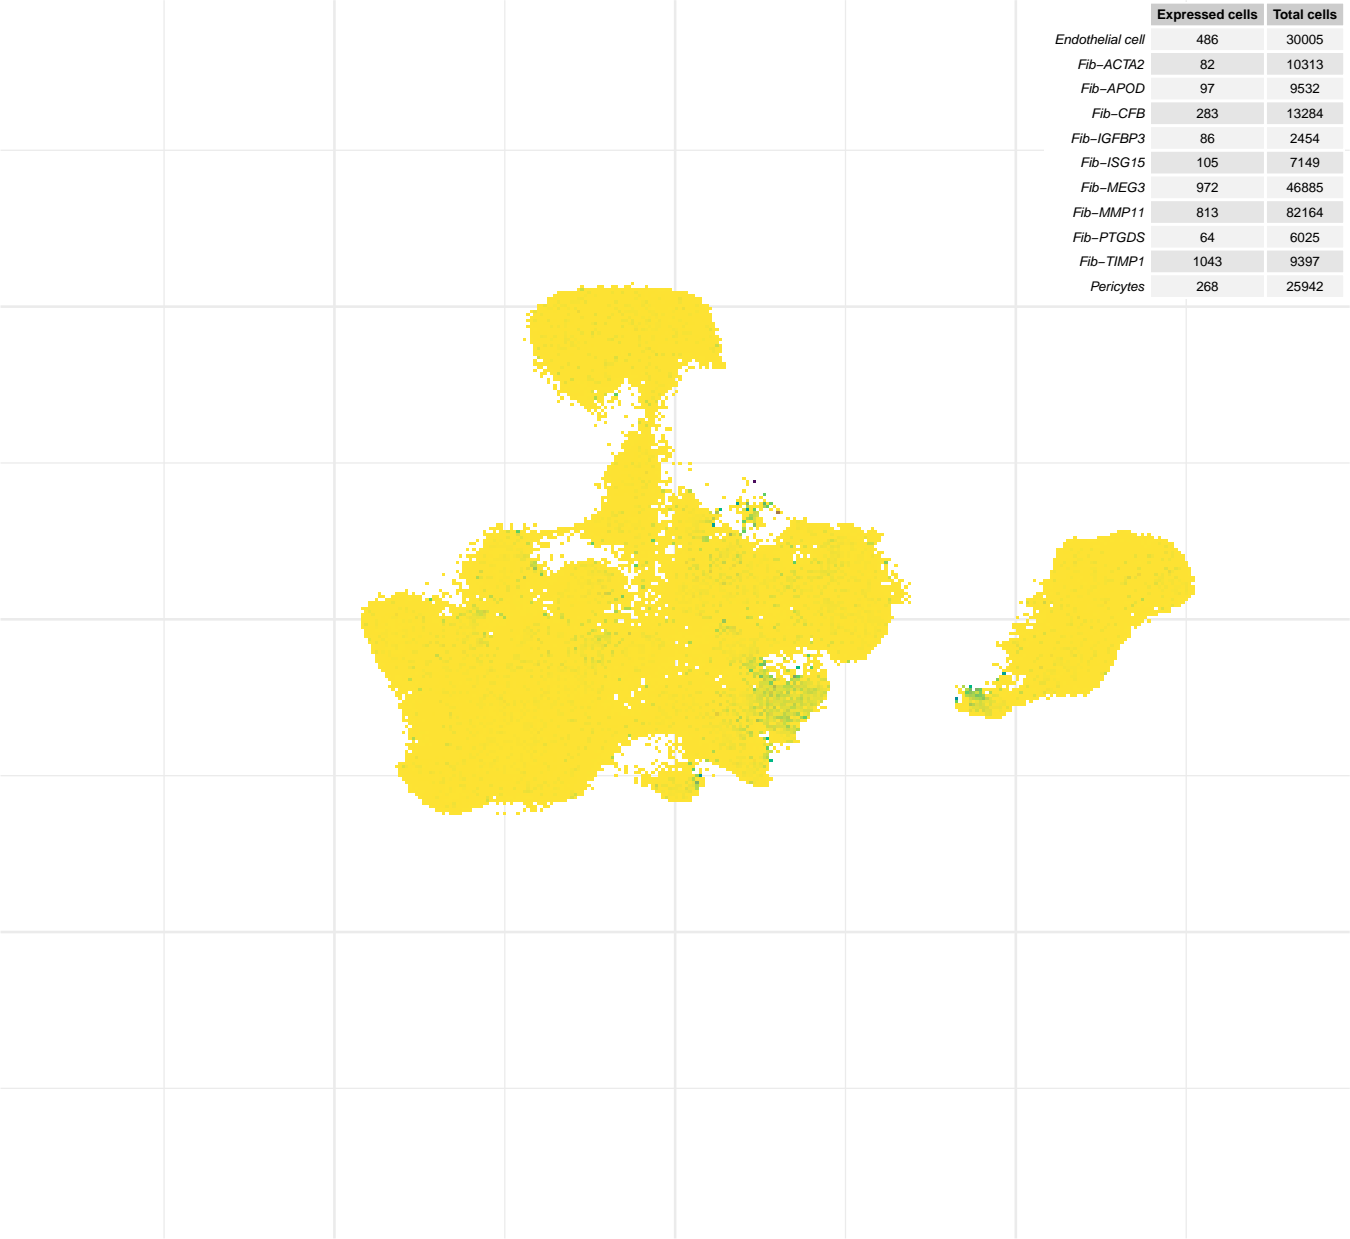 Expressed cells Total cells
Endothelial cell 486 30005
Fib−ACTA2 82 10313
Fib−APOD 97 9532
Fib−CFB 283 13284
Fib−IGFBP3 86 2454
Fib−ISG15 105 7149
Fib−MEG3 972 46885
Fib−MMP11 813 82164
Fib−PTGDS 64 6025
Fib−TIMP1 1043 9397
Pericytes 268 25942